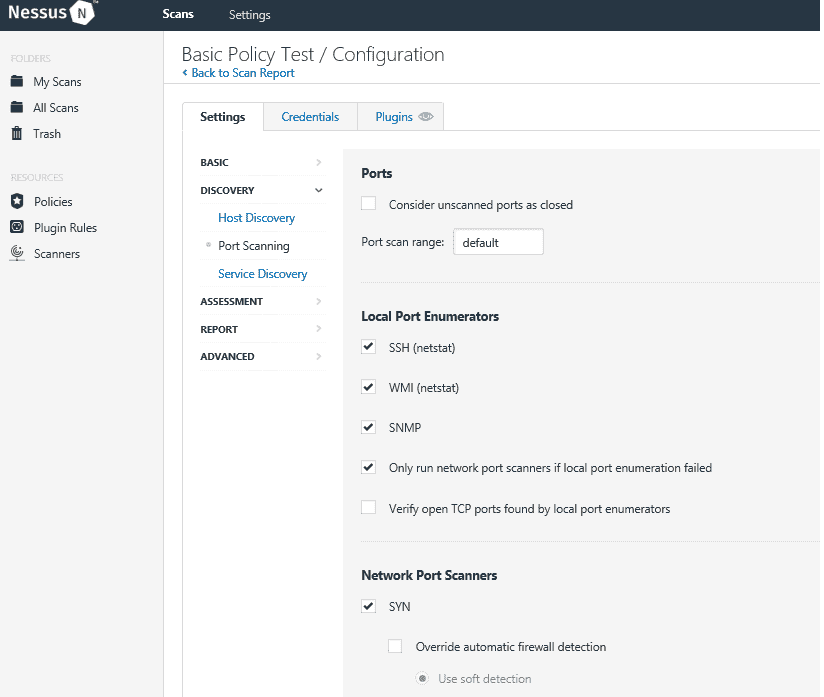 Nessus N
Scans
Settings
FOLDERS
My Scans
All Scans
Trash
RESOURCES
Policies
Plugin Rules
Scanners
Basic Policy Test / Configuration
‹ Back to Scan Report
Settings
Credentials
Plugins
BASIC
DISCOVERY
Host Discovery
Port Scanning
Service Discovery
ASSESSMENT
REPORT
ADVANCED
Ports
Consider unscanned ports as closed
Port scan range: default
Local Port Enumerators
SSH (netstat)
WMI (netstat)
SNMP
Only run network port scanners if local port enumeration failed
Verify open TCP ports found by local port enumerators
Network Port Scanners
SYN
Override automatic firewall detection
Use soft detection